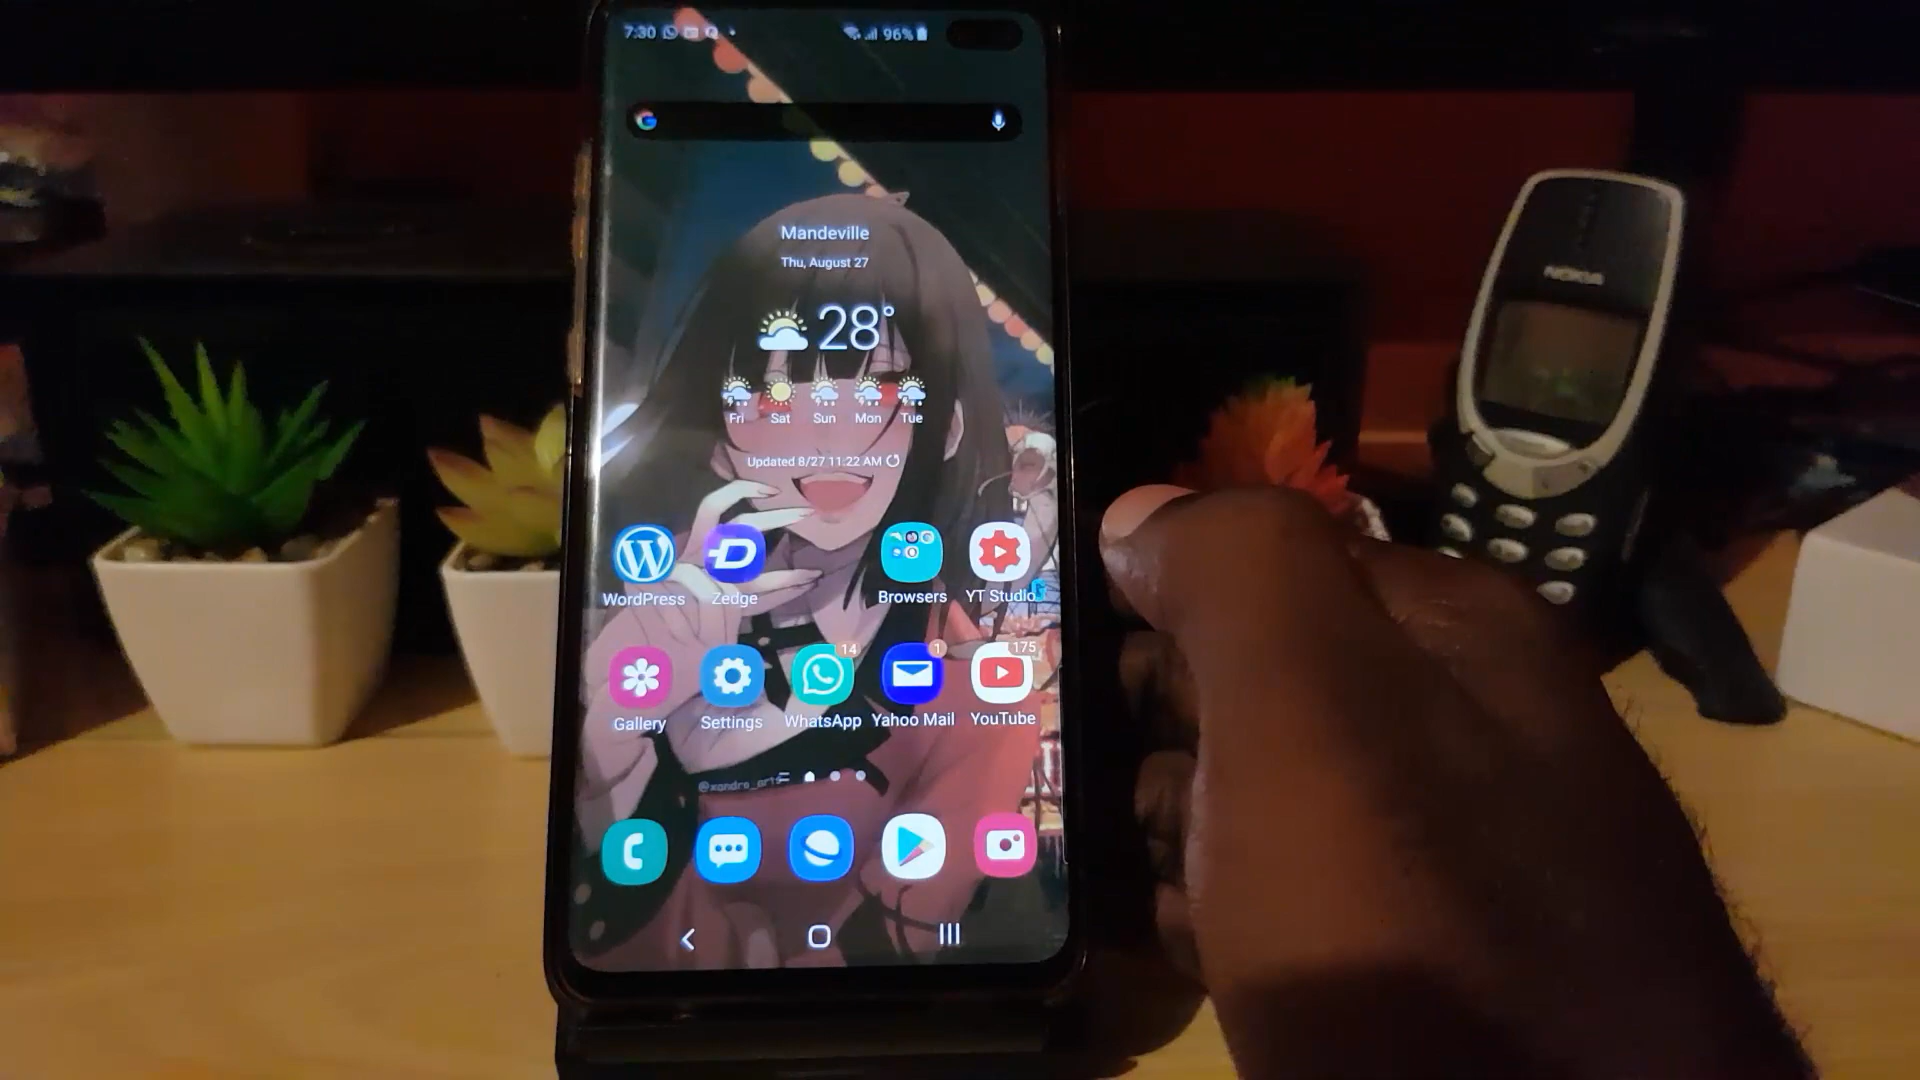 7:30
96%
Mandeville
Thu, August 27
28°
Fri Sat Sun Mon Tue
Updated 8/27 11:22 AM
WordPress Zedge Browsers YT Studio
14 1 175
Gallery Settings WhatsApp Yahoo Mail YouTube
NOKIA